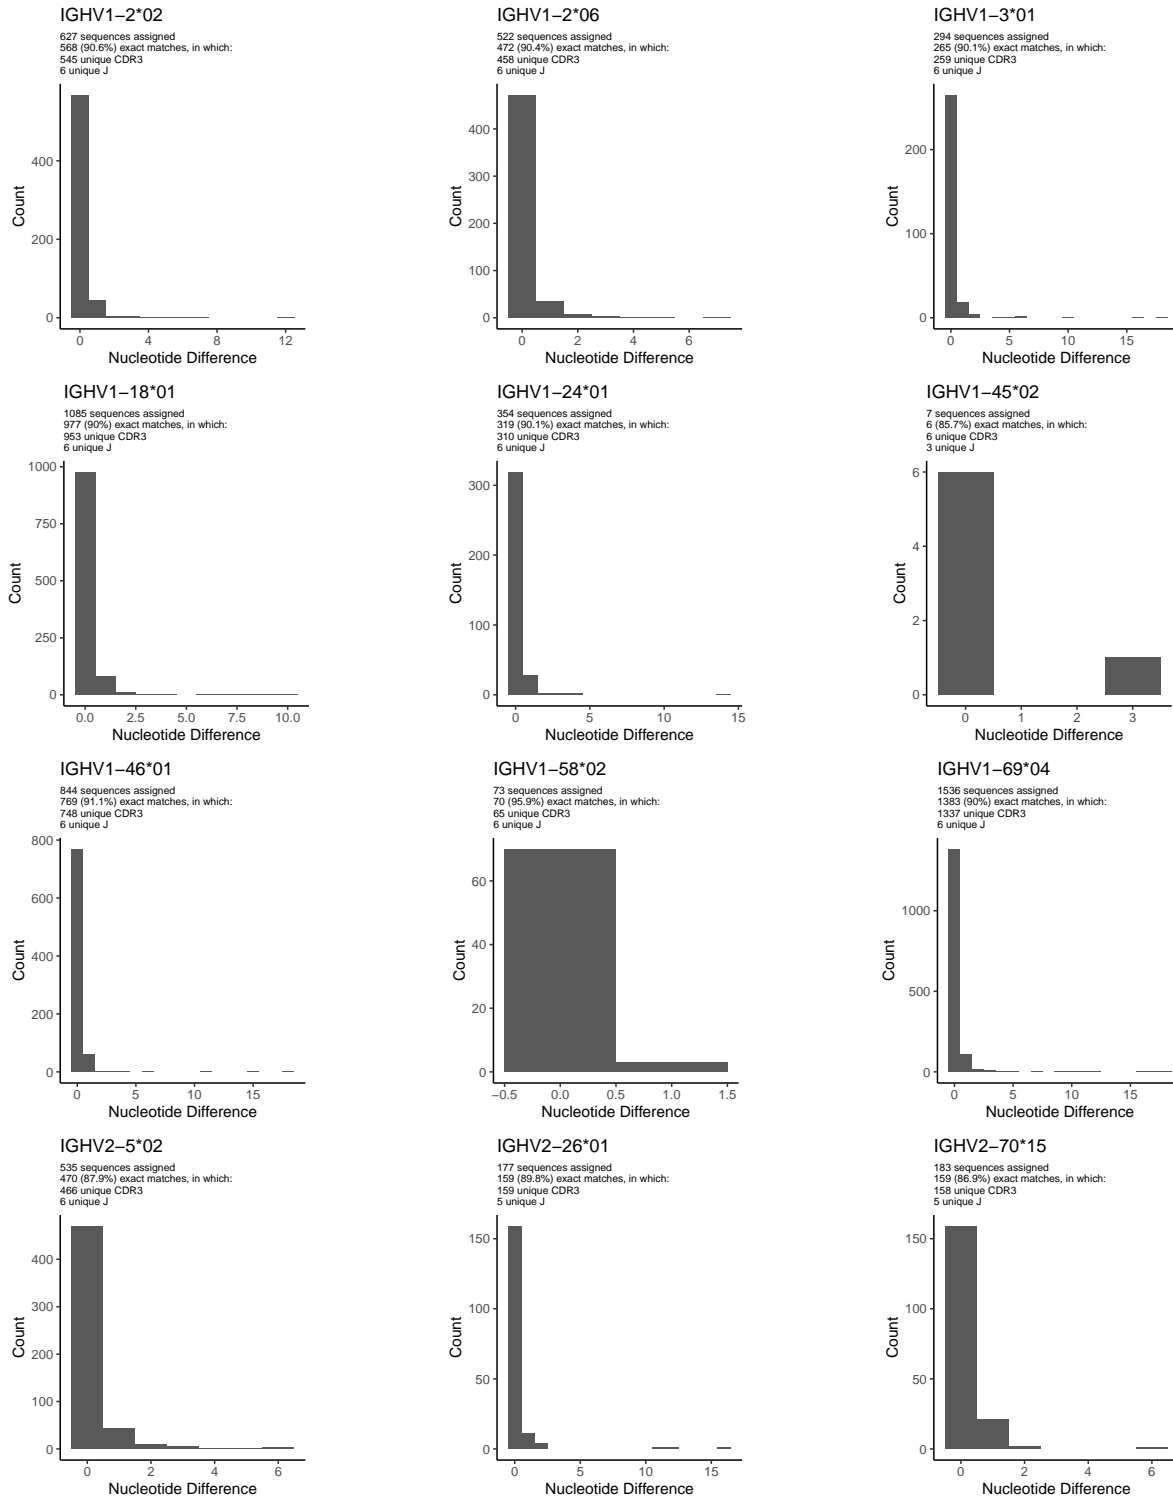 IGHV1−2*02
627 sequences assigned
568 (90.6%) exact matches, in which:
545 unique CDR3
6 unique J
400
200
0
Count
0 4 8 12
Nucleotide Difference
IGHV1−2*06
522 sequences assigned
472 (90.4%) exact matches, in which:
458 unique CDR3
6 unique J
400
300
200
100
0
Count
0 2 4 6
Nucleotide Difference
IGHV1−3*01
294 sequences assigned
265 (90.1%) exact matches, in which:
259 unique CDR3
6 unique J
200
100
0
Count
0 5 10 15
Nucleotide Difference
IGHV1−18*01
1085 sequences assigned
977 (90%) exact matches, in which:
953 unique CDR3
6 unique J
1000
750
500
250
0
Count
0.0 2.5 5.0 7.5 10.0
Nucleotide Difference
IGHV1−24*01
354 sequences assigned
319 (90.1%) exact matches, in which:
310 unique CDR3
6 unique J
300
200
100
0
Count
0 5 10 15
Nucleotide Difference
IGHV1−45*02
7 sequences assigned
6 (85.7%) exact matches, in which:
6 unique CDR3
3 unique J
6
4
2
0
Count
0 1 2 3
Nucleotide Difference
IGHV1−46*01
844 sequences assigned
769 (91.1%) exact matches, in which:
748 unique CDR3
6 unique J
800
600
400
200
0
Count
0 5 10 15
Nucleotide Difference
IGHV1−58*02
73 sequences assigned
70 (95.9%) exact matches, in which:
65 unique CDR3
6 unique J
60
40
20
0
Count
−0.5 0.0 0.5 1.0 1.5
Nucleotide Difference
IGHV1−69*04
1536 sequences assigned
1383 (90%) exact matches, in which:
1337 unique CDR3
6 unique J
1000
500
0
Count
0 5 10 15
Nucleotide Difference
IGHV2−5*02
535 sequences assigned
470 (87.9%) exact matches, in which:
466 unique CDR3
6 unique J
400
300
200
100
0
Count
0 2 4 6
Nucleotide Difference
IGHV2−26*01
177 sequences assigned
159 (89.8%) exact matches, in which:
159 unique CDR3
5 unique J
150
100
50
0
Count
0 5 10 15
Nucleotide Difference
IGHV2−70*15
183 sequences assigned
159 (86.9%) exact matches, in which:
158 unique CDR3
5 unique J
150
100
50
0
Count
0 2 4 6
Nucleotide Difference